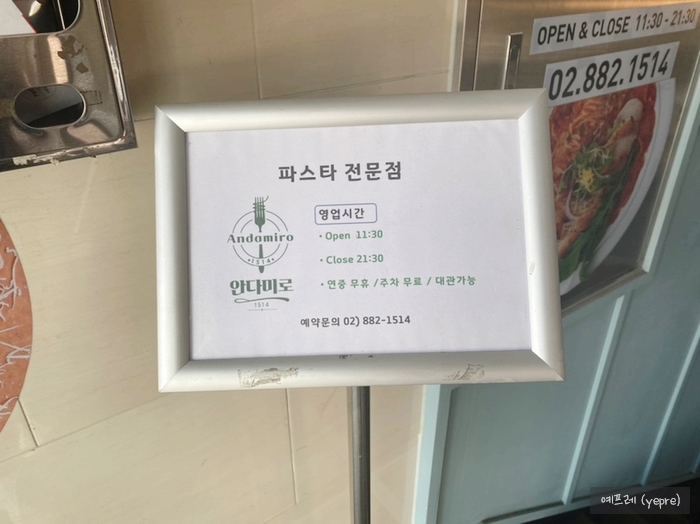 OPEN & CLOSE 11:30 - 21:30
02.882.1514
파스타 전문점
Andamiro
• 1514 •
안다미로
1514
영업시간
• Open 11:30
• Close 21:30
• 연중 무휴 / 주차 무료 / 대관가능
예약문의 02) 882-1514
예프레 (yepre)